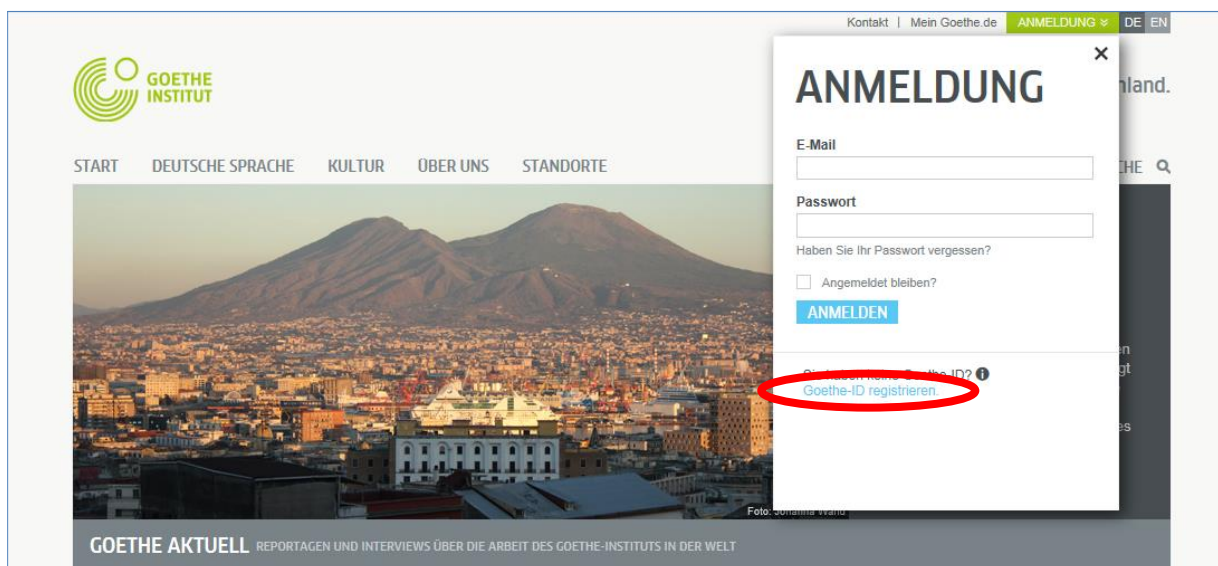 Kontakt | Mein Goethe.de ANMELDUNG DE EN
GOETHE
INSTITUT
START DEUTSCHE SPRACHE KULTUR ÜBER UNS STANDORTE
ANMELDUNG
E-Mail
Passwort
Haben Sie Ihr Passwort vergessen?
Angemeldet bleiben?
ANMELDEN
Goethe-ID?
Goethe-ID registrieren.
Foto: Johanna Wand
GOETHE AKTUELL REPORTAGEN UND INTERVIEWS ÜBER DIE ARBEIT DES GOETHE-INSTITUTS IN DER WELT